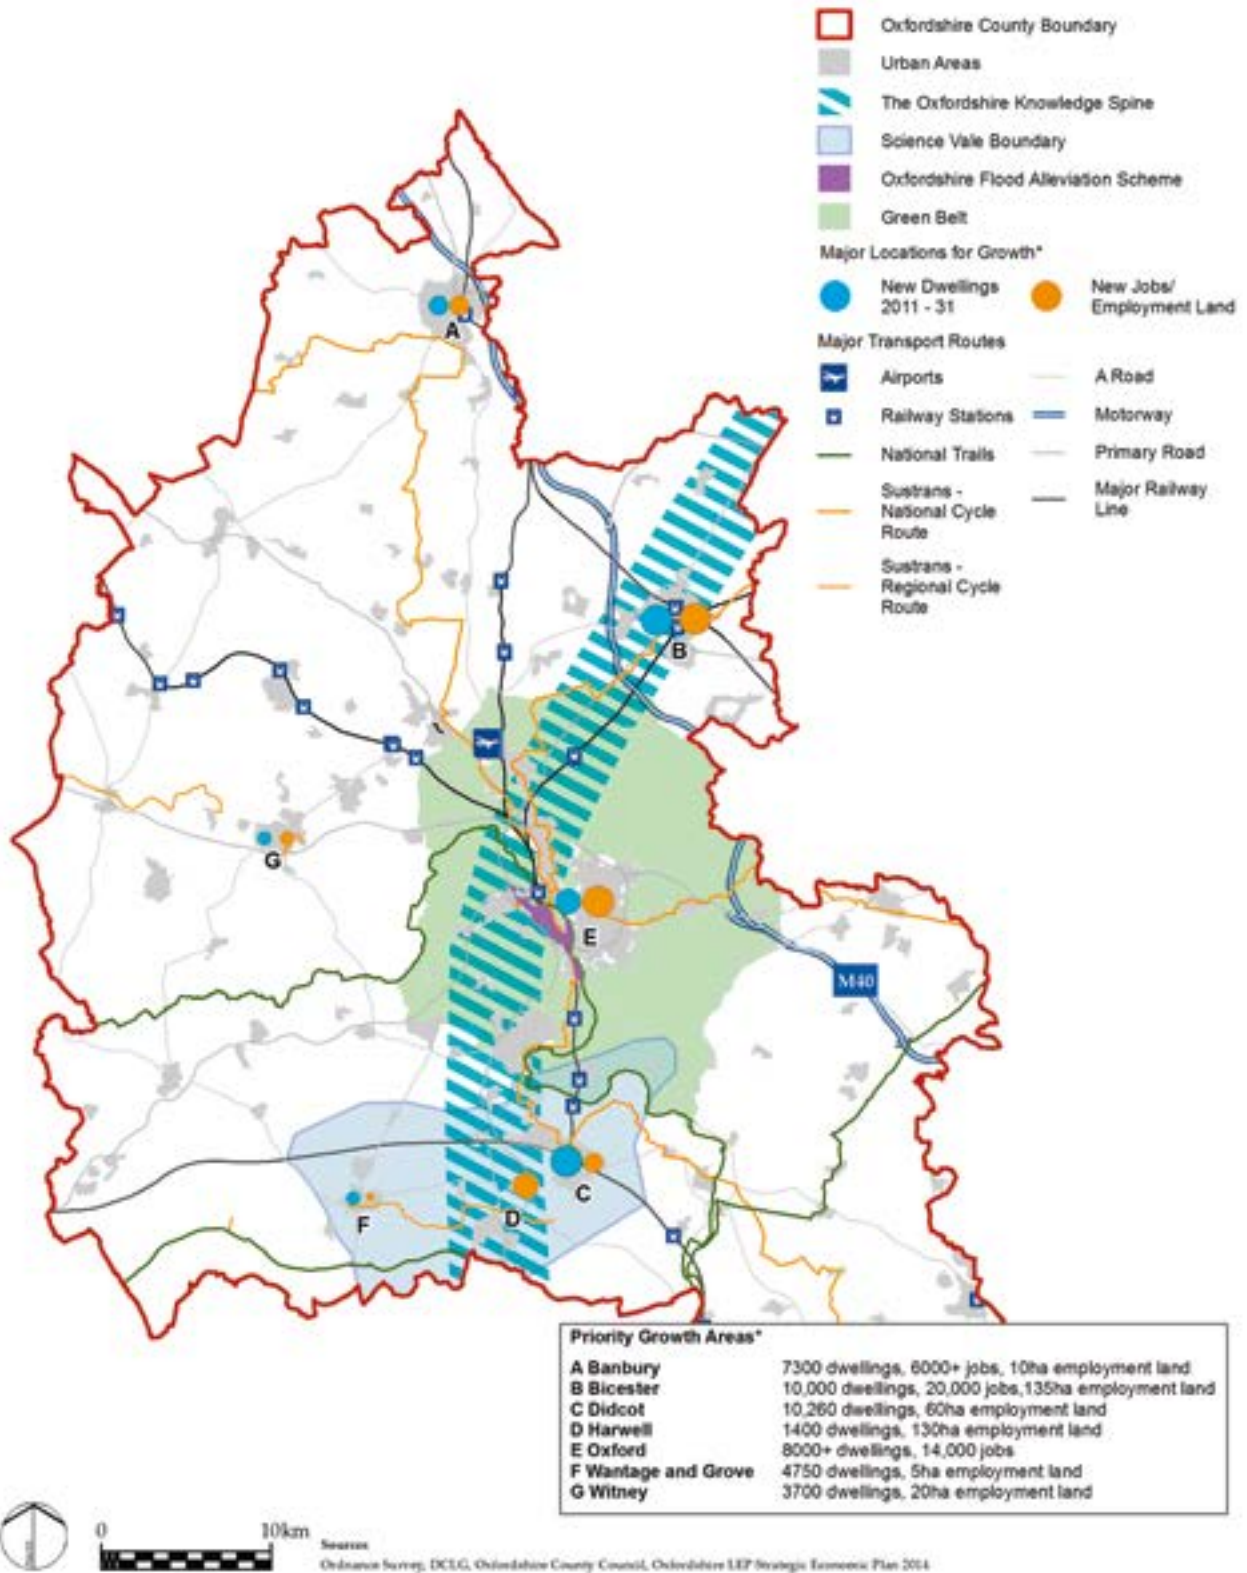 Oxfordshire County Boundary
Urban Areas
The Oxfordshire Knowledge Spine
Science Vale Boundary
Oxfordshire Flood Alleviation Scheme
Green Belt
Major Locations for Growth*
New Dwellings
2011 - 31
New Jobs/
Employment Land
Major Transport Routes
Airports
A Road
Railway Stations
Motorway
National Trails
Primary Road
Sustrans -
National Cycle
Route
Major Railway
Line
Sustrans -
Regional Cycle
Route
A
B
G
E
M40
C
D
F
Priority Growth Areas*
A Banbury 7300 dwellings, 6000+ jobs, 10ha employment land
B Bicester 10,000 dwellings, 20,000 jobs,135ha employment land
C Didcot 10,260 dwellings, 60ha employment land
D Harwell 1400 dwellings, 130ha employment land
E Oxford 8000+ dwellings, 14,000 jobs
F Wantage and Grove 4750 dwellings, 5ha employment land
G Witney 3700 dwellings, 20ha employment land
0 10km
Sources
Ordnance Survey, DCLG, Oxfordshire County Council, Oxfordshire LEP Strategic Economic Plan 2014